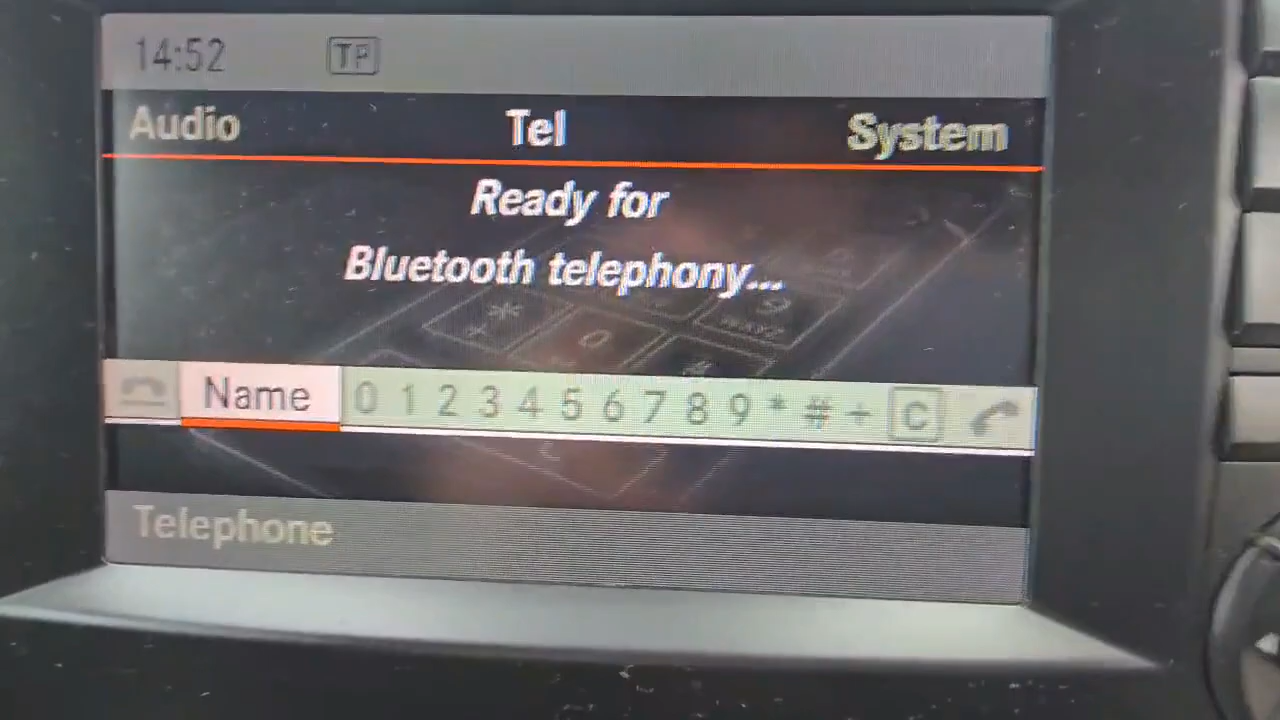 14:52 TP
Audio Tel System
Ready for
Bluetooth telephony...
Name 0 1 2 3 4 5 6 7 8 9 * # + C
Telephone